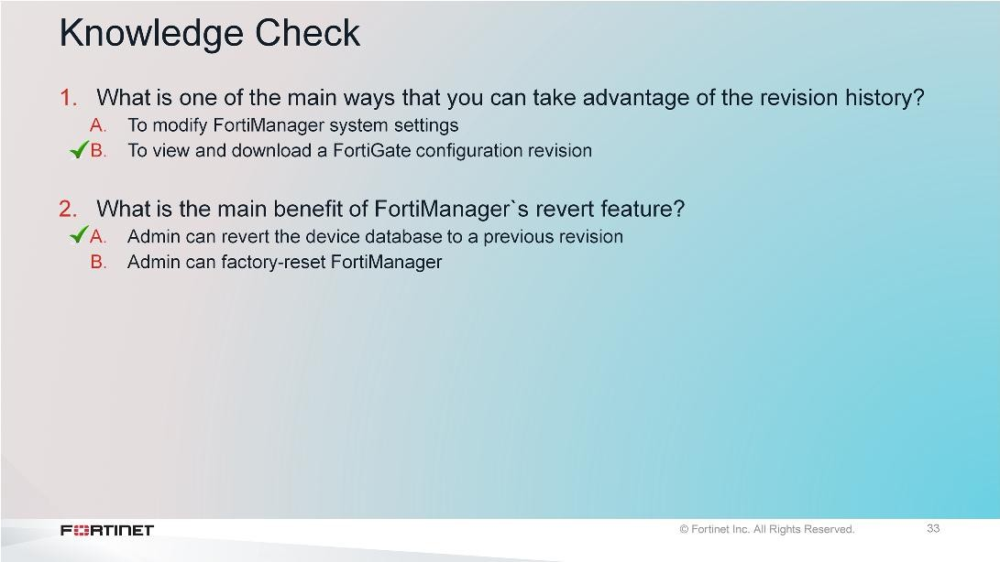 Knowledge Check
1. What is one of the main ways that you can take advantage of the revision history?
A. To modify FortiManager system settings
B. To view and download a FortiGate configuration revision
2. What is the main benefit of FortiManager`s revert feature?
A. Admin can revert the device database to a previous revision
B. Admin can factory-reset FortiManager
FORTINET
© Fortinet Inc. All Rights Reserved.
33